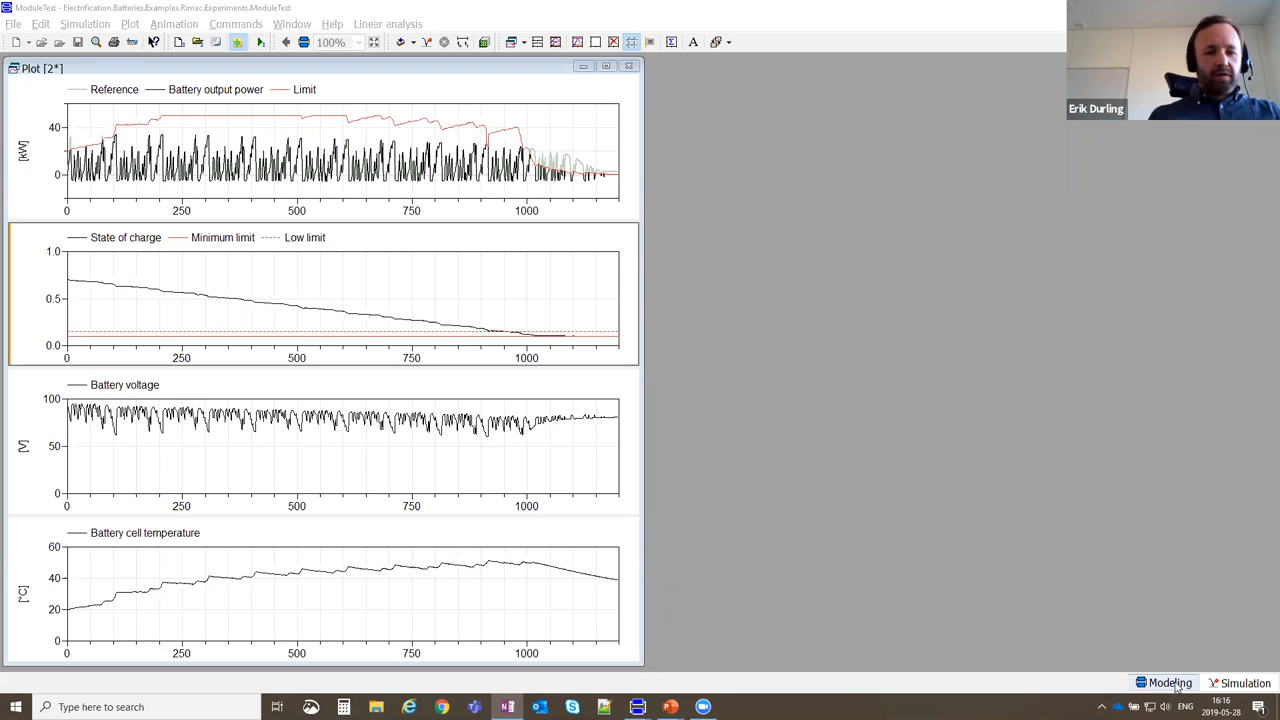 ModuleTest - Electrification.Batteries.Examples.Rimac.Experiments.ModuleTest
File Edit Simulation Plot Animation Commands Window Help Linear analysis
100%
Plot [2*]
Reference Battery output power Limit
[kW]
40
0
0 250 500 750 1000
State of charge Minimum limit Low limit
1.0
0.5
0.0
0 250 500 750 1000
Battery voltage
[V]
100
50
0
0 250 500 750 1000
Battery cell temperature
[°C]
60
40
20
0
0 250 500 750 1000
Erik Durling
Modeling Simulation
Type here to search
ENG
16:16
2019-05-28